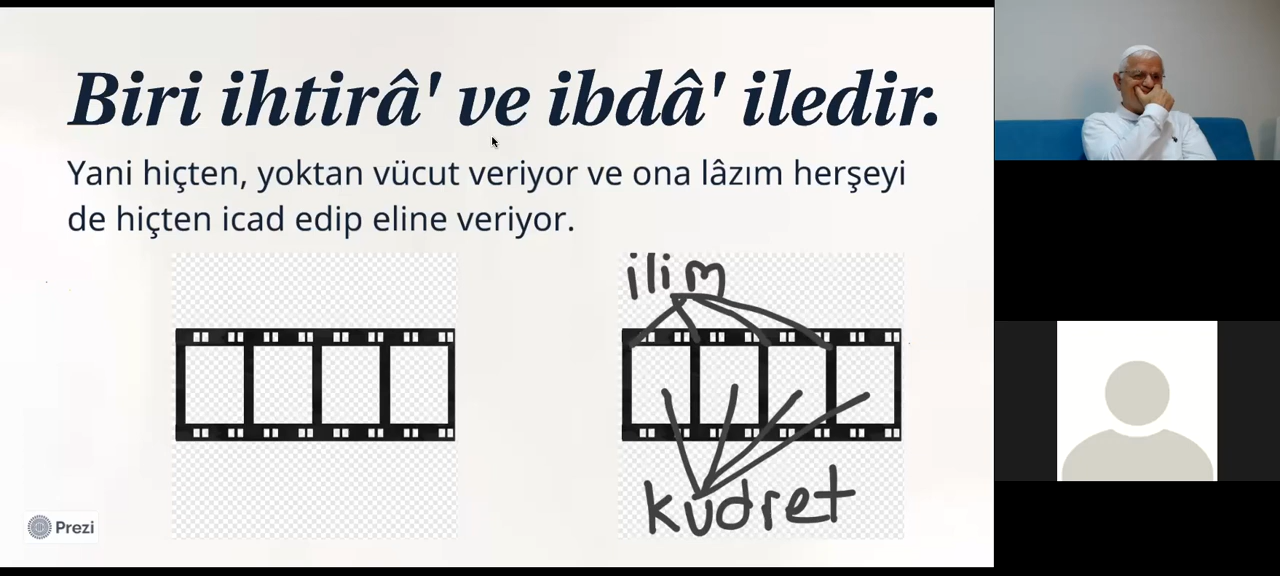 Biri ihtirâ' ve ibdâ' iledir.
Yani hiçten, yoktan vücut veriyor ve ona lâzım herşeyi
de hiçten icad edip eline veriyor.
ilim
kudret
Prezi